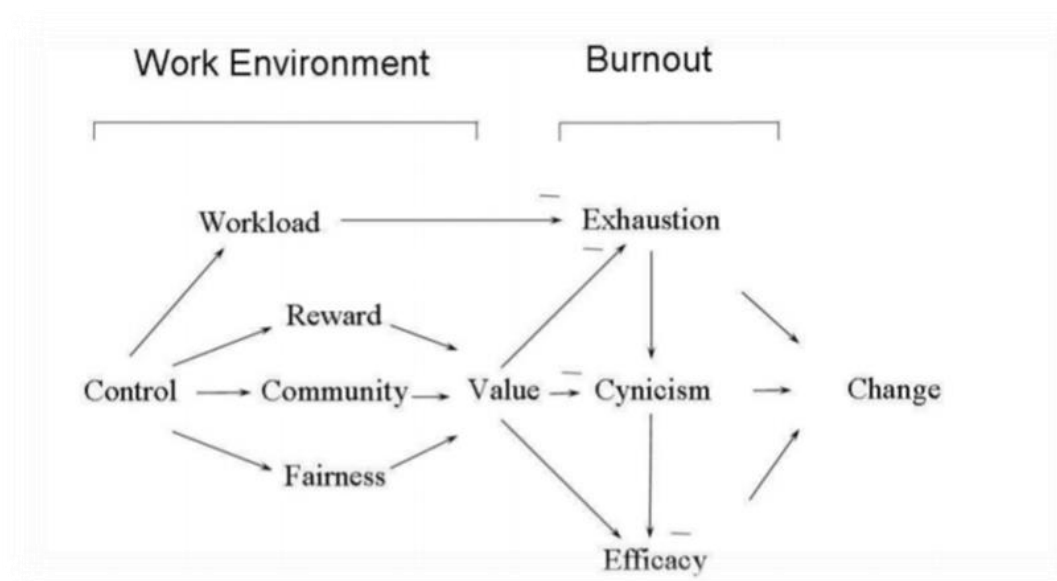 Work Environment Burnout
Workload Exhaustion
Reward
Control Community Value Cynicism Change
Fairness
Efficacy